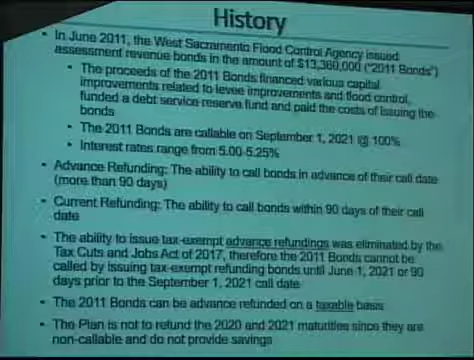 History
• In June 2011, the West Sacramento Flood Control Agency issued
assessment revenue bonds in the amount of $13,360,000 ("2011 Bonds")
• The proceeds of the 2011 Bonds financed various capital
improvements related to levee improvements and flood control,
funded a debt service reserve fund and paid the costs of issuing the
bonds
• The 2011 Bonds are callable on September 1, 2021 @ 100%
• Interest rates range from 5.00-5.25%
• Advance Refunding: The ability to call bonds in advance of their call date
(more than 90 days)
• Current Refunding: The ability to call bonds within 90 days of their call
date
• The ability to issue tax-exempt advance refundings was eliminated by the
Tax Cuts and Jobs Act of 2017, therefore the 2011 Bonds cannot be
called by issuing tax-exempt refunding bonds until June 1, 2021 or 90
days prior to the September 1, 2021 call date
• The 2011 Bonds can be advance refunded on a taxable basis
• The Plan is not to refund the 2020 and 2021 maturities since they are
non-callable and do not provide savings